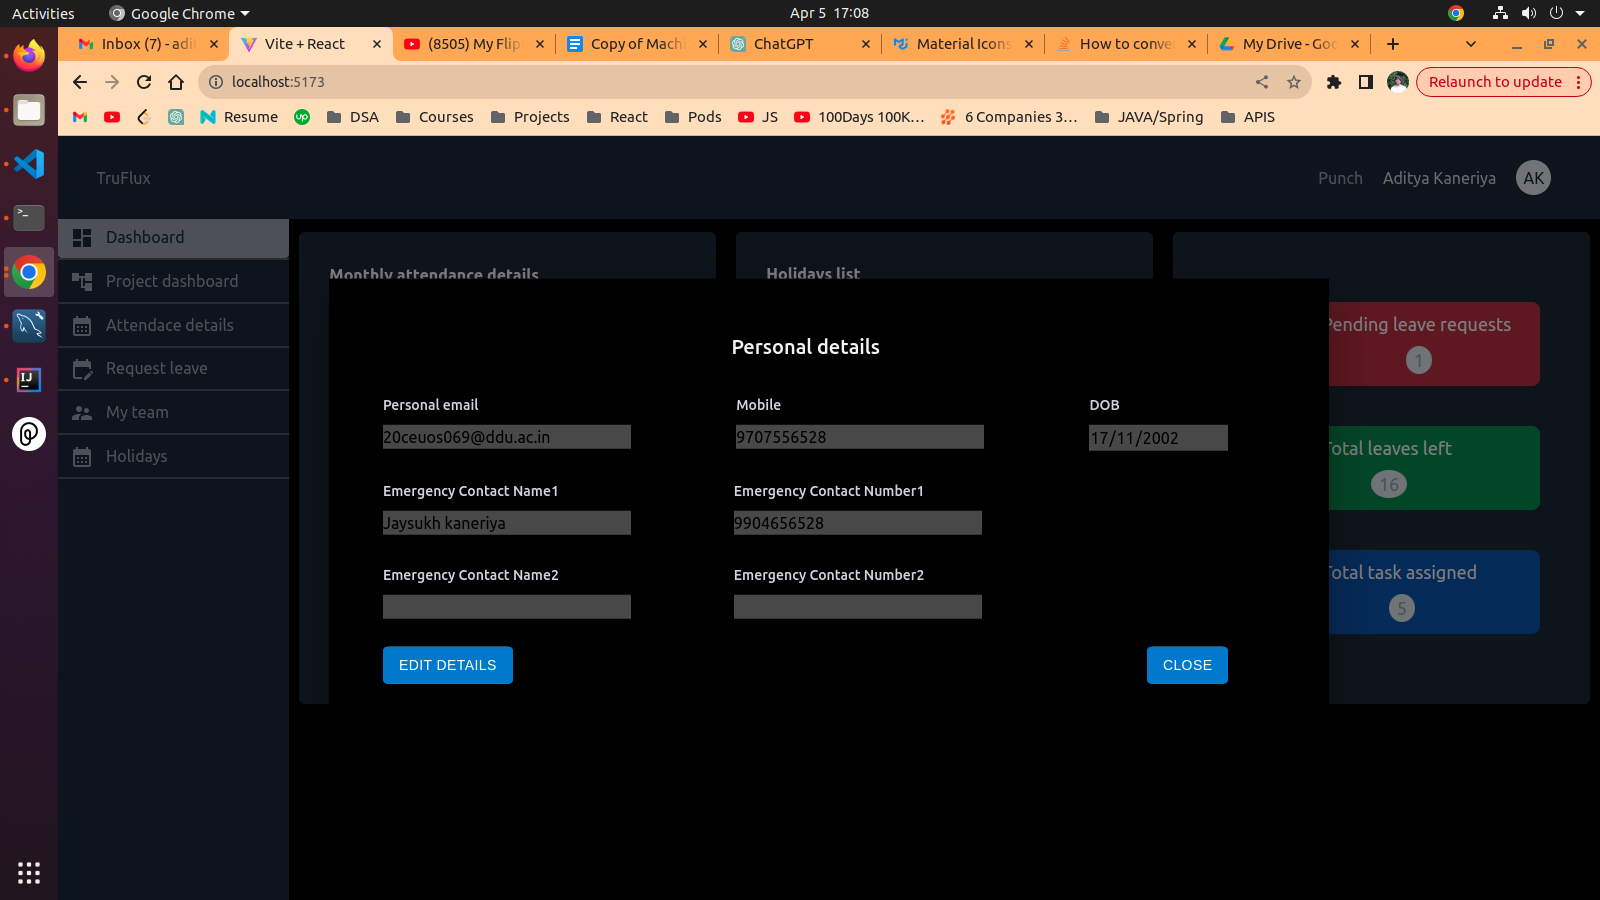 Activities
Google Chrome
Apr 5 17:08
Inbox (7) - adi
Vite + React
(8505) My Flip
Copy of Mach
ChatGPT
Material Icons
How to conve
My Drive - Goo
localhost:5173
Relaunch to update
Resume
up
DSA
Courses
Projects
React
Pods
JS
100Days 100K...
6 Companies 3...
JAVA/Spring
APIS
TruFlux
Punch
Aditya Kaneriya
AK
Dashboard
Project dashboard
Attendace details
Request leave
My team
Holidays
Monthly attendance details
Holidays list
Pending leave requests
1
Total leaves left
16
Total task assigned
5
Personal details
Personal email
Mobile
DOB
20ceuos069@ddu.ac.in
9707556528
17/11/2002
Emergency Contact Name1
Emergency Contact Number1
Jaysukh kaneriya
9904656528
Emergency Contact Name2
Emergency Contact Number2
EDIT DETAILS
CLOSE
IJ